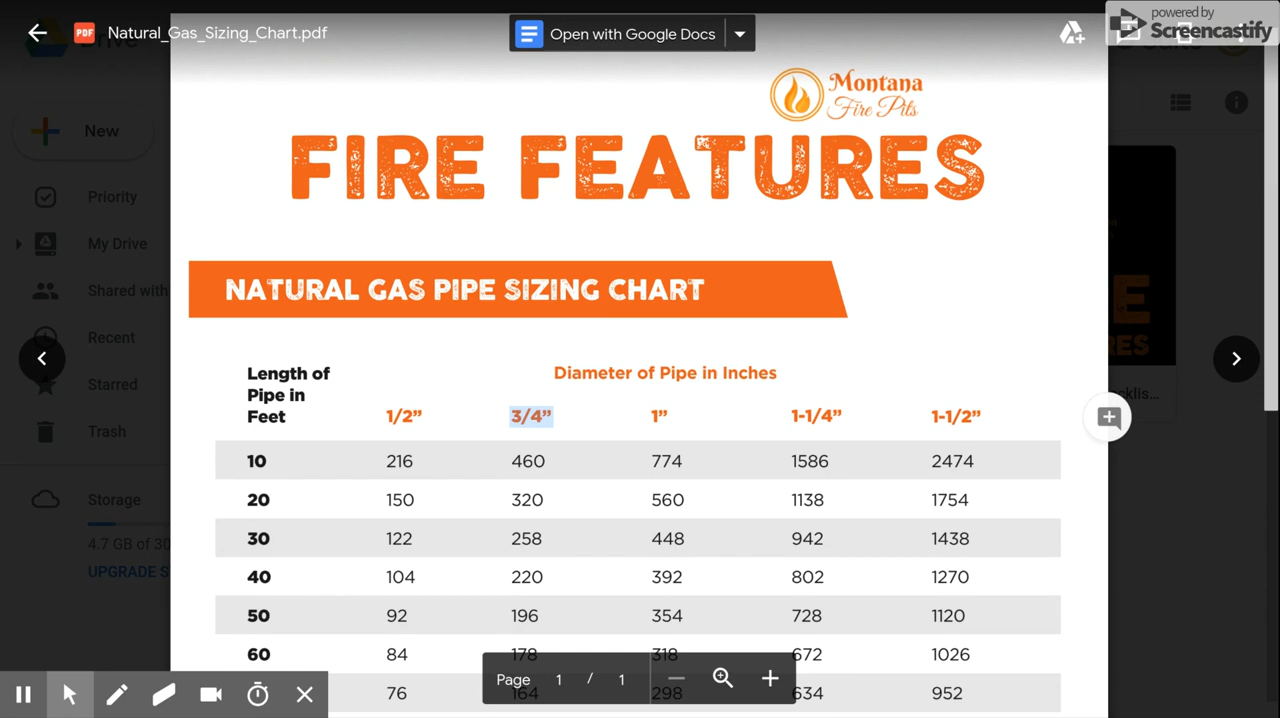 Natural_Gas_Sizing_Chart.pdf
PDF
Open with Google Docs
powered by
Screencastify
Montana
Fire Pits
FIRE FEATURES
New
Priority
My Drive
Shared with
Recent
Starred
Trash
Storage
4.7 GB of 30
UPGRADE S
NATURAL GAS PIPE SIZING CHART
Length of
Pipe in
Feet
Diameter of Pipe in Inches
1/2” 3/4” 1” 1-1/4” 1-1/2”
10 216 460 774 1586 2474
20 150 320 560 1138 1754
30 122 258 448 942 1438
40 104 220 392 802 1270
50 92 196 354 728 1120
60 84 178 318 672 1026
76 164 298 634 952
Page 1 / 1